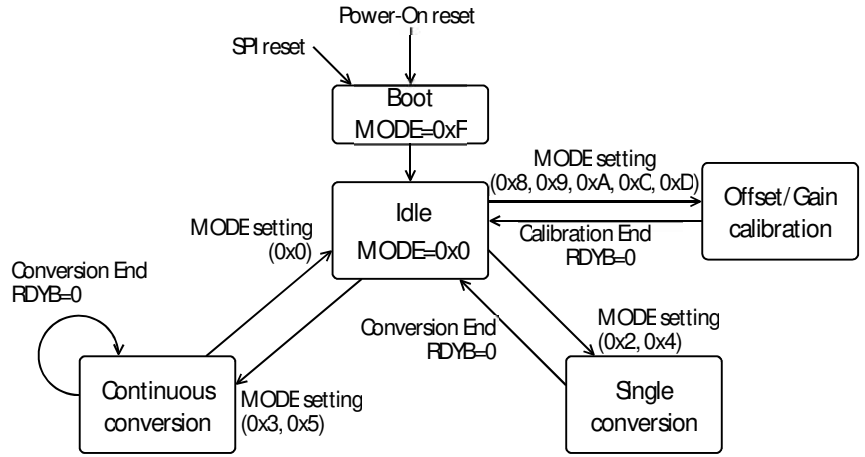 Power-On reset
SPI reset
Boot
MODE=0xF
MODE setting
(0x8, 0x9, 0xA, 0xC, 0xD)
Offset/Gain
calibration
Idle
MODE=0x0
MODE setting
(0x0)
Calibration End
RDYB=0
Conversion End
RDYB=0
Conversion End
RDYB=0
MODE setting
(0x2, 0x4)
Continuous
conversion
MODE setting
(0x3, 0x5)
Single
conversion